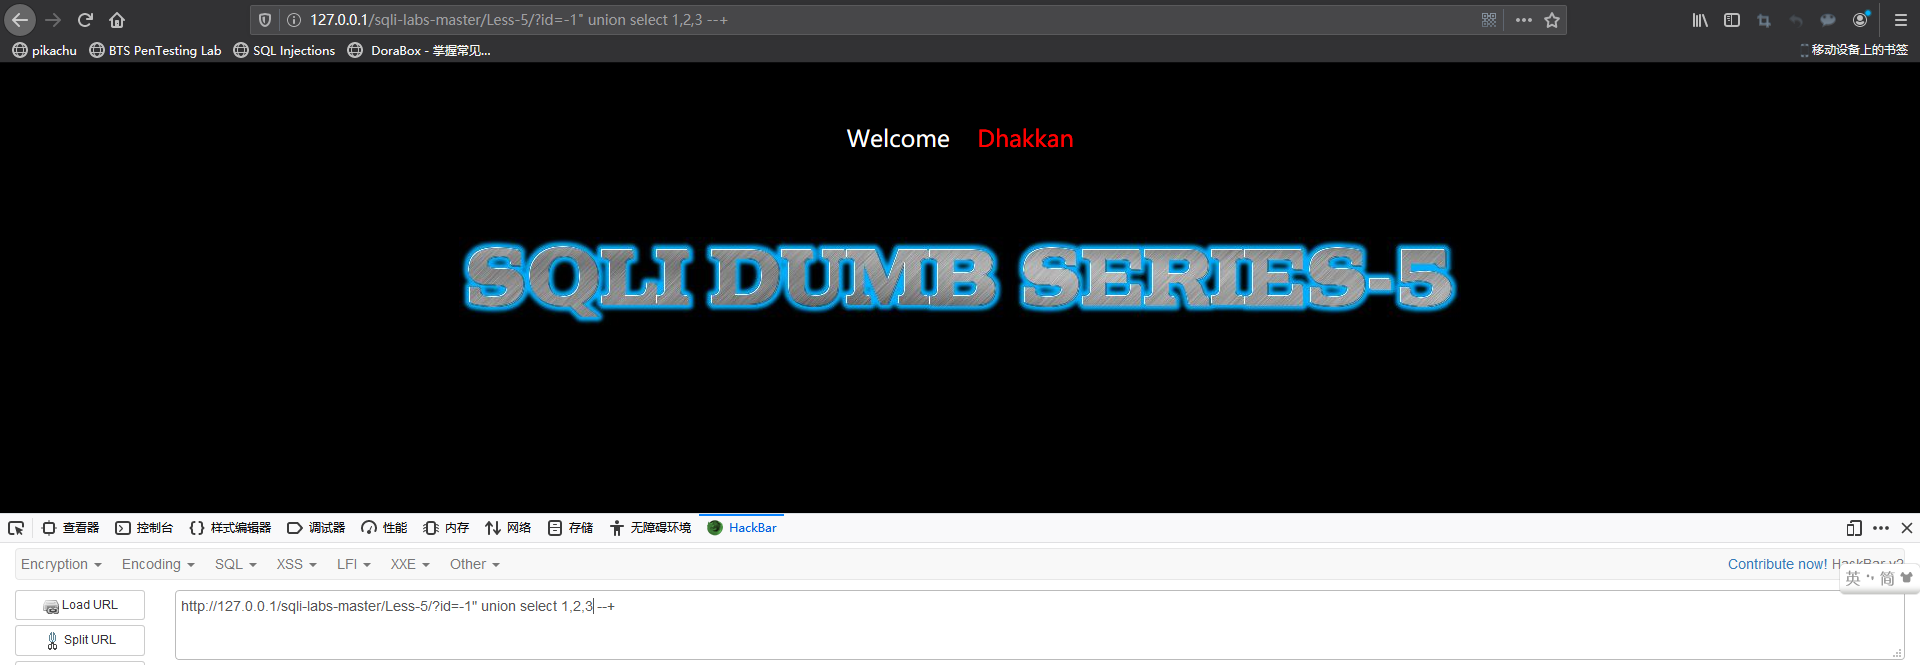 127.0.0.1/sqli-labs-master/Less-5/?id=-1" union select 1,2,3 --+
pikachu BTS PenTesting Lab SQL Injections DoraBox - 掌握常见... 移动设备上的书签
Welcome Dhakkan
SQLI DUMB SERIES-5
查看器 控制台 样式编辑器 调试器 性能 内存 网络 存储 无障碍环境 HackBar
Encryption Encoding SQL XSS LFI XXE Other Contribute now! HackBar v2
英 简
Load URL http://127.0.0.1/sqli-labs-master/Less-5/?id=-1" union select 1,2,3 --+
Split URL